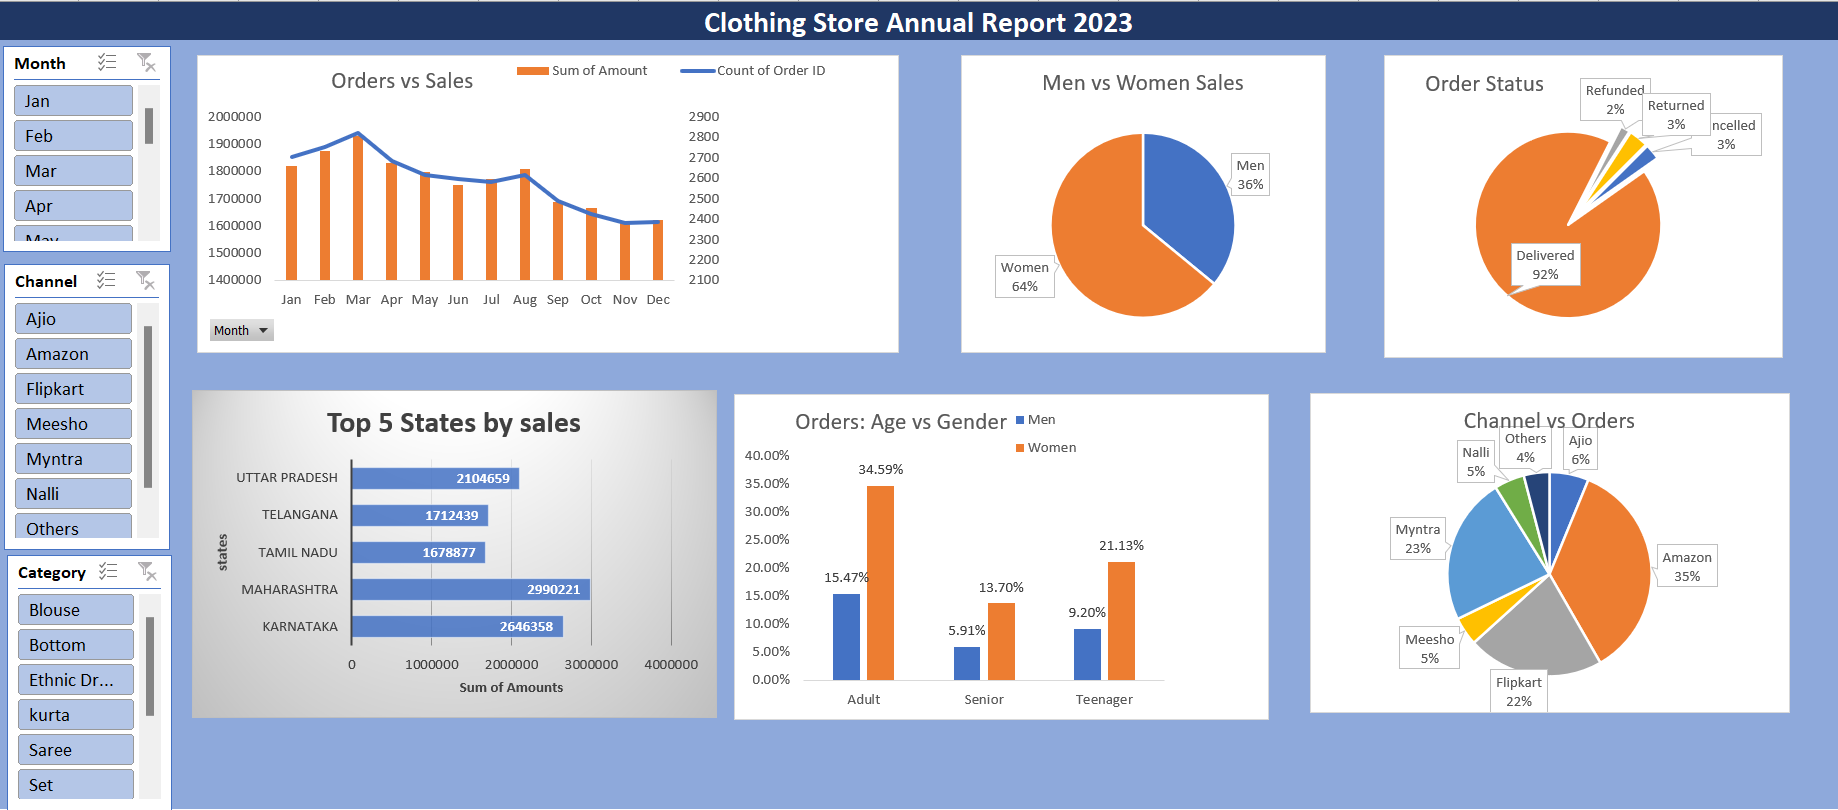 Clothing Store Annual Report 2023
Month
Jan
Feb
Mar
Apr
May
Channel
Ajio
Amazon
Flipkart
Meesho
Myntra
Nalli
Others
Category
Blouse
Bottom
Ethnic Dr...
kurta
Saree
Set
Orders vs Sales
Sum of Amount
Count of Order ID
2000000
1900000
1800000
1700000
1600000
1500000
1400000
2900
2800
2700
2600
2500
2400
2300
2200
2100
Jan Feb Mar Apr May Jun Jul Aug Sep Oct Nov Dec
Month
Men vs Women Sales
Men
36%
Women
64%
Order Status
Refunded
2%
Returned
3%
ncelled
3%
Delivered
92%
Top 5 States by sales
states
UTTAR PRADESH 2104659
TELANGANA 1712439
TAMIL NADU 1678877
MAHARASHTRA 2990221
KARNATAKA 2646358
0 1000000 2000000 3000000 4000000
Sum of Amounts
Orders: Age vs Gender
Men
Women
40.00%
35.00%
30.00%
25.00%
20.00%
15.00%
10.00%
5.00%
0.00%
15.47%
34.59%
5.91%
13.70%
9.20%
21.13%
Adult Senior Teenager
Channel vs Orders
Ajio
6%
Amazon
35%
Flipkart
22%
Meesho
5%
Myntra
23%
Nalli
5%
Others
4%